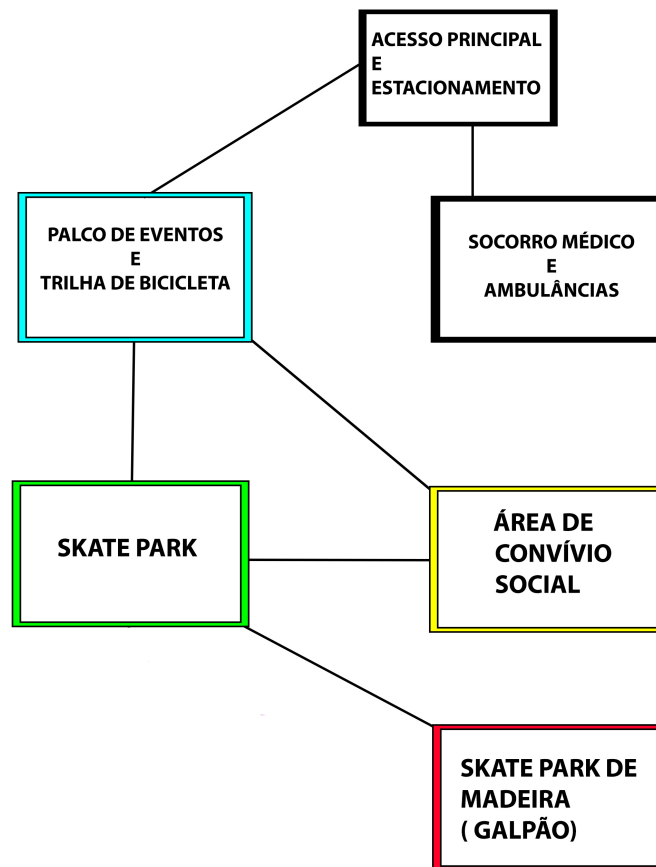 ACESSO PRINCIPAL
E
ESTACIONAMENTO
PALCO DE EVENTOS
E
TRILHA DE BICICLETA
SOCORRO MÉDICO
E
AMBULÂNCIAS
SKATE PARK
ÁREA DE
CONVÍVIO
SOCIAL
SKATE PARK DE
MADEIRA
( GALPÃO)